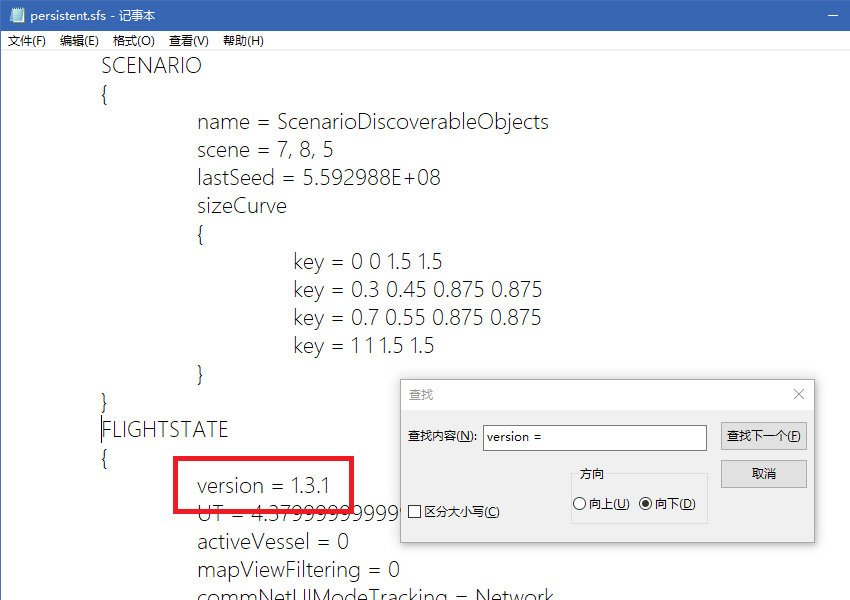 persistent.sfs - 记事本
文件(F) 编辑(E) 格式(O) 查看(V) 帮助(H)
SCENARIO
{
name = ScenarioDiscoverableObjects
scene = 7, 8, 5
lastSeed = 5.592988E+08
sizeCurve
{
key = 0 0 1.5 1.5
key = 0.3 0.45 0.875 0.875
key = 0.7 0.55 0.875 0.875
key = 1 1 1.5 1.5
}
}
FLIGHTSTATE
{
version = 1.3.1
UT = 4.3799999999999
activeVessel = 0
mapViewFiltering = 0
commNetUIModeTracking = Network
查找
查找内容(N): version = 查找下一个(F)
取消
方向
向上(U) 向下(D)
区分大小写(C)